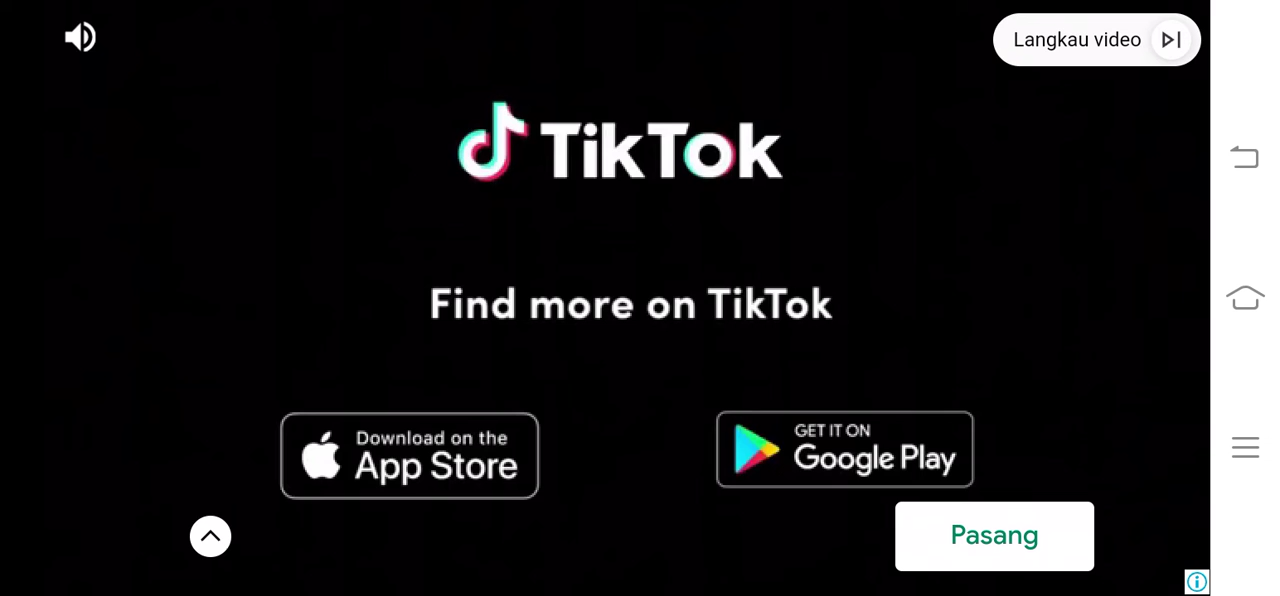 Langkau video
TikTok
Find more on TikTok
Download on the
App Store
GET IT ON
Google Play
Pasang